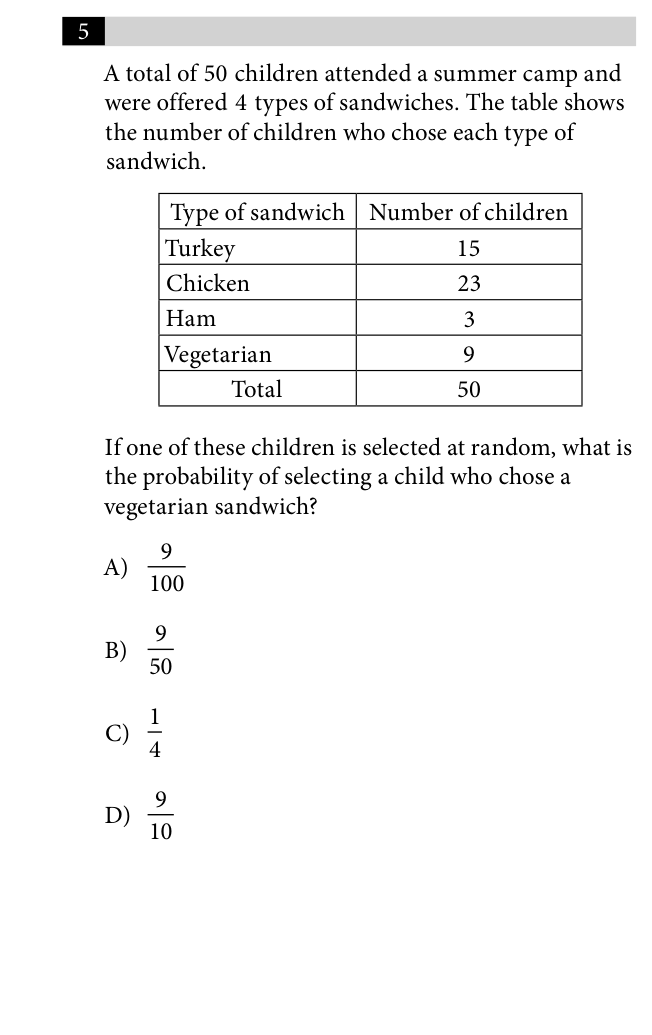 5
A total of 50 children attended a summer camp and
were offered 4 types of sandwiches. The table shows
the number of children who chose each type of
sandwich.
Type of sandwich Number of children
Turkey 15
Chicken 23
Ham 3
Vegetarian 9
Total 50
If one of these children is selected at random, what is
the probability of selecting a child who chose a
vegetarian sandwich?
A) 9/100
B) 9/50
C) 1/4
D) 9/10